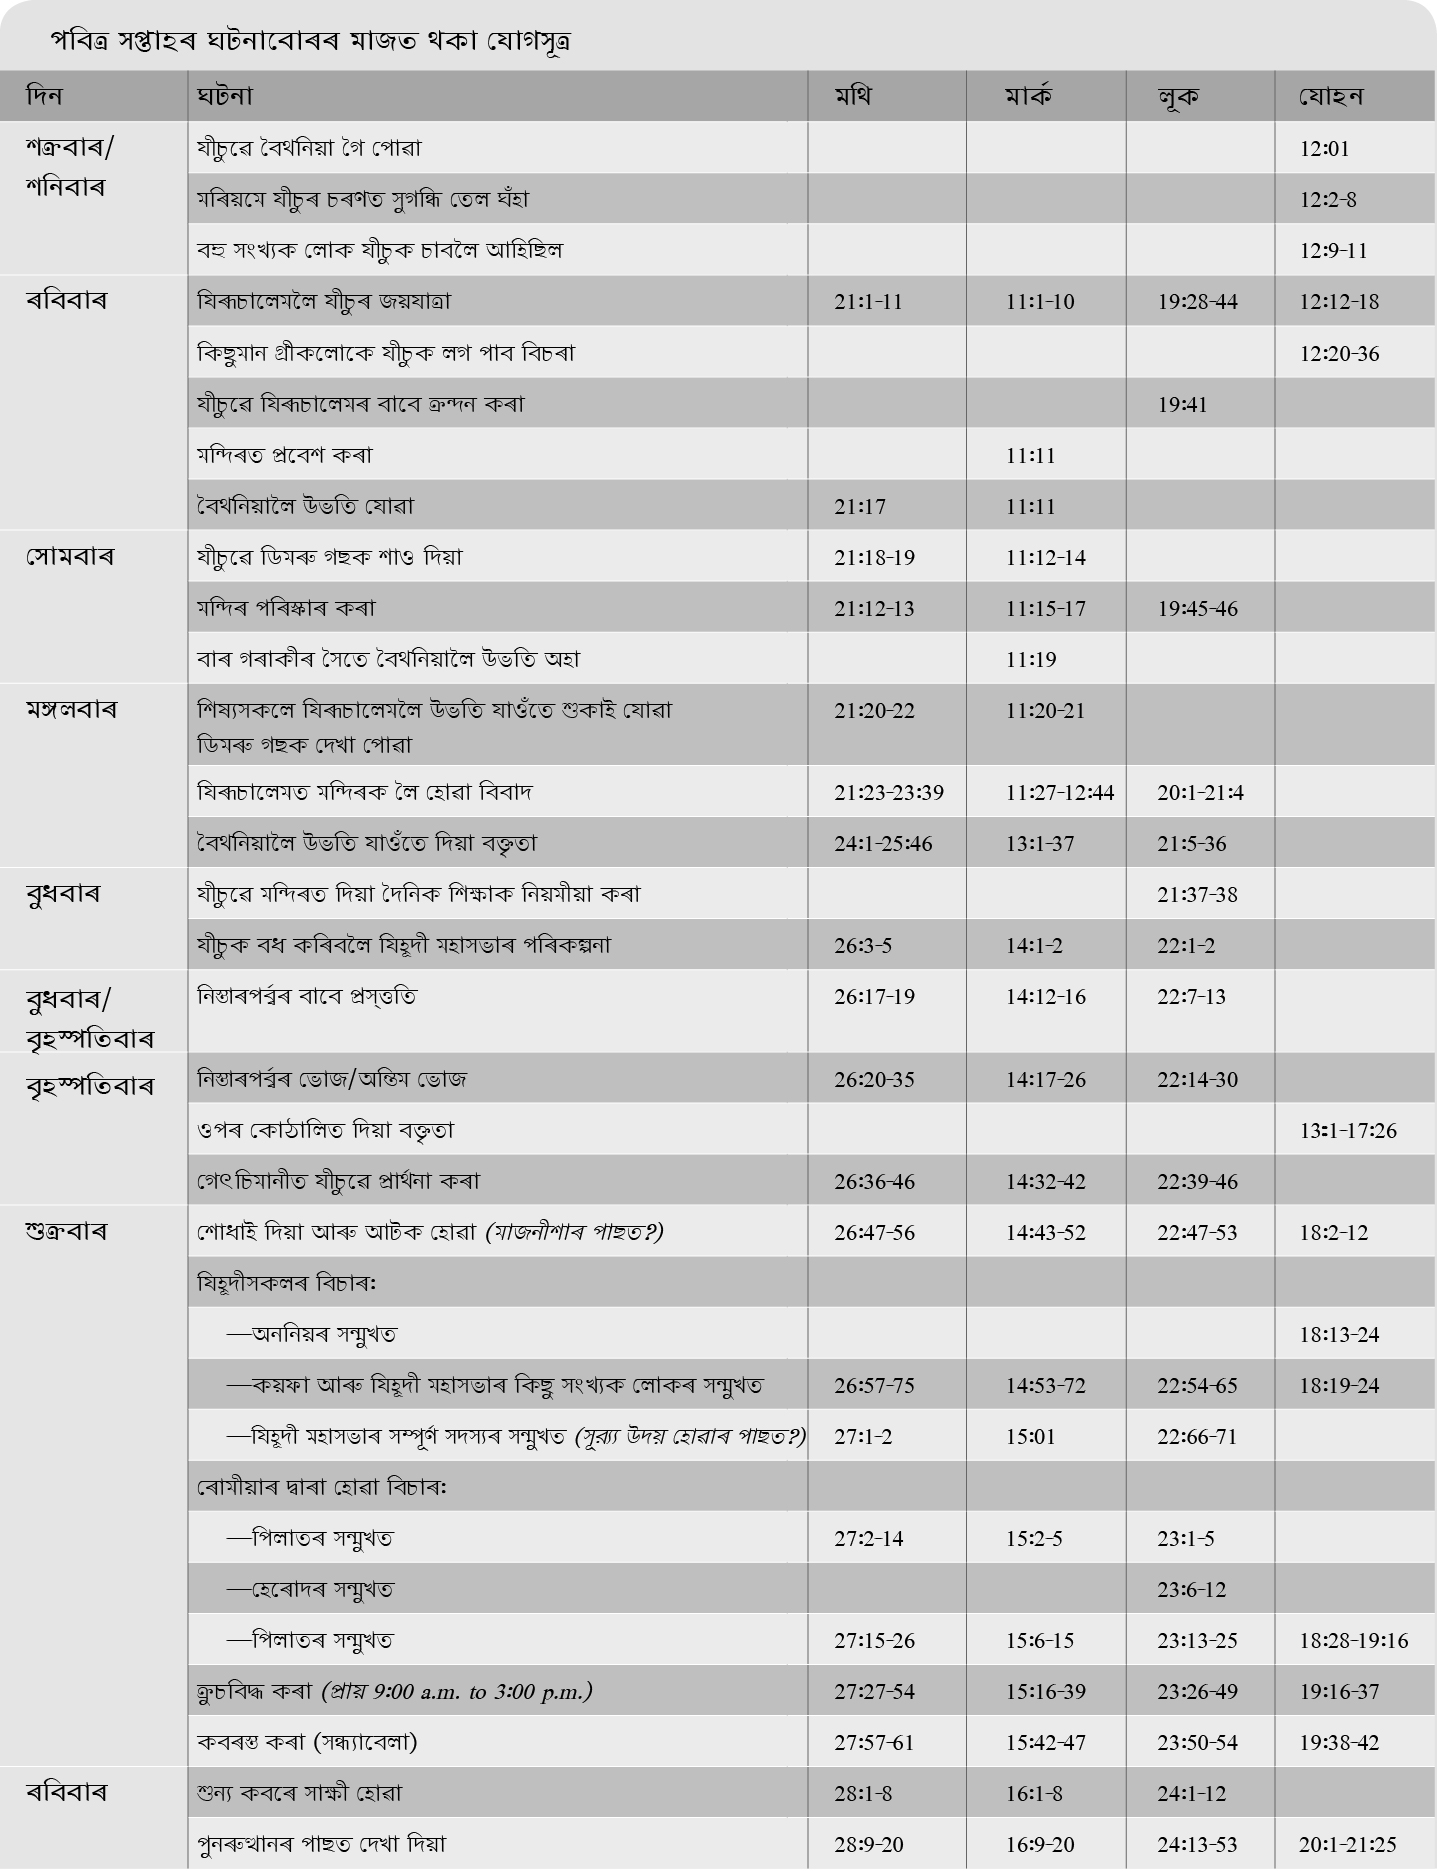 পবিত্ৰ সপ্তাহৰ ঘটনাবোৰৰ মাজত থকা যোগসূত্ৰ
দিন ঘটনা মথি মাৰ্ক লূক যোহন
শুক্ৰবাৰ/ যীচুৱে বৈথনিয়া গৈ পোৱা 12:01
শনিবাৰ মৰিয়মে যীচুৰ চৰণত সুগন্ধি তেল ঘঁহা 12:2-8
বহু সংখ্যক লোক যীচুক চাবলৈ আহিছিল 12:9-11
ৰবিবাৰ যিৰূচালেমলৈ যীচুৰ জয়যাত্ৰা 21:1-11 11:1-10 19:28-44 12:12-18
কিছুমান গ্ৰীকলোকে যীচুক লগ পাব বিচৰা 12:20-36
যীচুৱে যিৰূচালেমৰ বাবে ক্ৰন্দন কৰা 19:41
মন্দিৰত প্ৰবেশ কৰা 11:11
বৈথনিয়ালৈ উভতি যোৱা 21:17 11:11
সোমবাৰ যীচুৱে ডিমৰু গছক শাও দিয়া 21:18-19 11:12-14
মন্দিৰ পৰিস্কাৰ কৰা 21:12-13 11:15-17 19:45-46
বাৰ গৰাকীৰ সৈতে বৈথনিয়ালৈ উভতি অহা 11:19
মঙ্গলবাৰ শিষ্যসকলে যিৰূচালেমলৈ উভতি যাওঁতে শুকাই যোৱা 21:20-22 11:20-21
ডিমৰু গছক দেখা পোৱা
যিৰূচালেমত মন্দিৰক লৈ হোৱা বিবাদ 21:23-23:39 11:27-12:44 20:1-21:4
বৈথনিয়ালৈ উভতি যাওঁতে দিয়া বক্তৃতা 24:1-25:46 13:1-37 21:5-36
বুধবাৰ যীচুৱে মন্দিৰত দিয়া দৈনিক শিক্ষাক নিয়মীয়া কৰা 21:37-38
যীচুক বধ কৰিবলৈ যিহূদী মহাসভাৰ পৰিকল্পনা 26:3-5 14:1-2 22:1-2
বুধবাৰ/ নিস্তাৰপৰ্ব্বৰ বাবে প্ৰস্তুতি 26:17-19 14:12-16 22:7-13
বৃহস্পতিবাৰ
বৃহস্পতিবাৰ নিস্তাৰপৰ্ব্বৰ ভোজ/অন্তিম ভোজ 26:20-35 14:17-26 22:14-30
ওপৰ কোঠালিত দিয়া বক্তৃতা 13:1-17:26
গেৎচিমানীত যীচুৱে প্ৰাৰ্থনা কৰা 26:36-46 14:32-42 22:39-46
শুক্ৰবাৰ শোধাই দিয়া আৰু আটক হোৱা (মাজনীশাৰ পাছত?) 26:47-56 14:43-52 22:47-53 18:2-12
যিহূদীসকলৰ বিচাৰ:
—অননিয়ৰ সন্মুখত 18:13-24
—কয়ফা আৰু যিহূদী মহাসভাৰ কিছু সংখ্যক লোকৰ সন্মুখত 26:57-75 14:53-72 22:54-65 18:19-24
—যিহূদী মহাসভাৰ সম্পূৰ্ণ সদস্যৰ সন্মুখত (সূৰ্য্য উদয় হোৱাৰ পাছত?) 27:1-2 15:01 22:66-71
ৰোমীয়াৰ দ্বাৰা হোৱা বিচাৰ:
—পিলাতৰ সন্মুখত 27:2-14 15:2-5 23:1-5
—হেৰোদৰ সন্মুখত 23:6-12
—পিলাতৰ সন্মুখত 27:15-26 15:6-15 23:13-25 18:28-19:16
ক্ৰুচবিদ্ধ কৰা (প্ৰায় 9:00 a.m. to 3:00 p.m.) 27:27-54 15:16-39 23:26-49 19:16-37
কবৰস্ত কৰা (সন্ধ্যাবেলা) 27:57-61 15:42-47 23:50-54 19:38-42
ৰবিবাৰ শুন্য কবৰে সাক্ষী হোৱা 28:1-8 16:1-8 24:1-12
পুনৰুত্থানৰ পাছত দেখা দিয়া 28:9-20 16:9-20 24:13-53 20:1-21:25